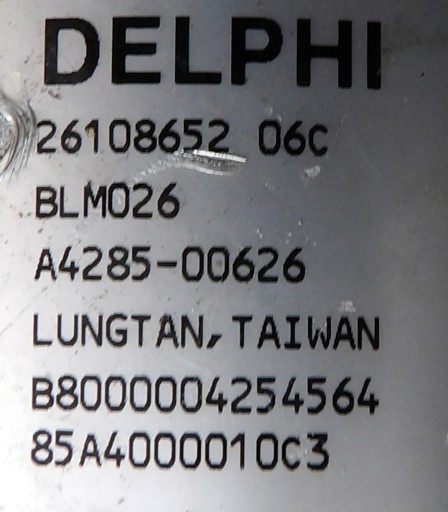 DELPHI
26108652 06C
BLM026
A4285-00626
LUNGTAN, TAIWAN
B8000004254564
85A4000010C3